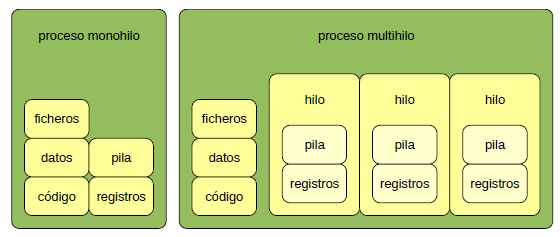 proceso monohilo
ficheros
datos
pila
código
registros
proceso multihilo
ficheros
datos
código
hilo
pila
registros
hilo
pila
registros
hilo
pila
registros